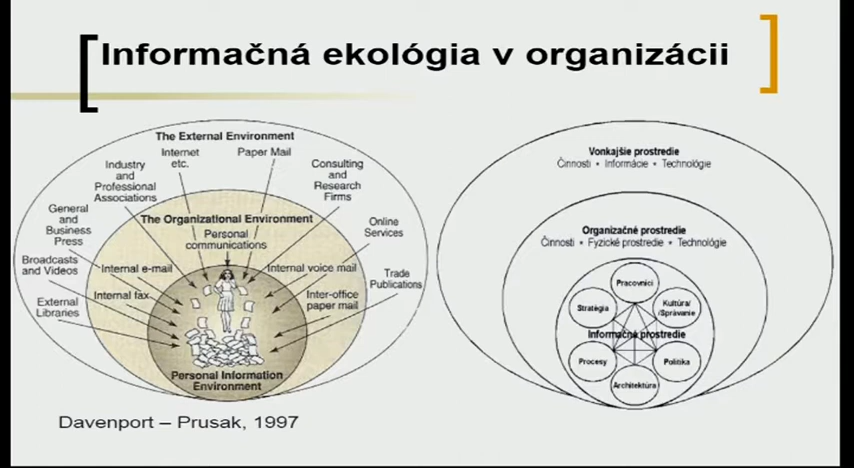 Informačná ekológia v organizácii
The External Environment
Internet
etc.
Paper Mail
Industry
and
Professional
Associations
Consulting
and
Research
Firms
General
and
Business
Press
The Organizational Environment
Personal
communications
Online
Services
Broadcasts
and Videos
Internal e-mail
Internal voice mail
Trade
Publications
External
Libraries
Internal fax
Inter-office
paper mail
Personal Information
Environment
Vonkajšie prostredie
Činnosti • Informácie • Technológie
Organizačné prostredie
Činnosti • Fyzické prostredie • Technológie
Pracovníci
Stratégia
Kultúra/
/Správanie
Informačné prostredie
Procesy
Politika
Architektúra
Davenport – Prusak, 1997